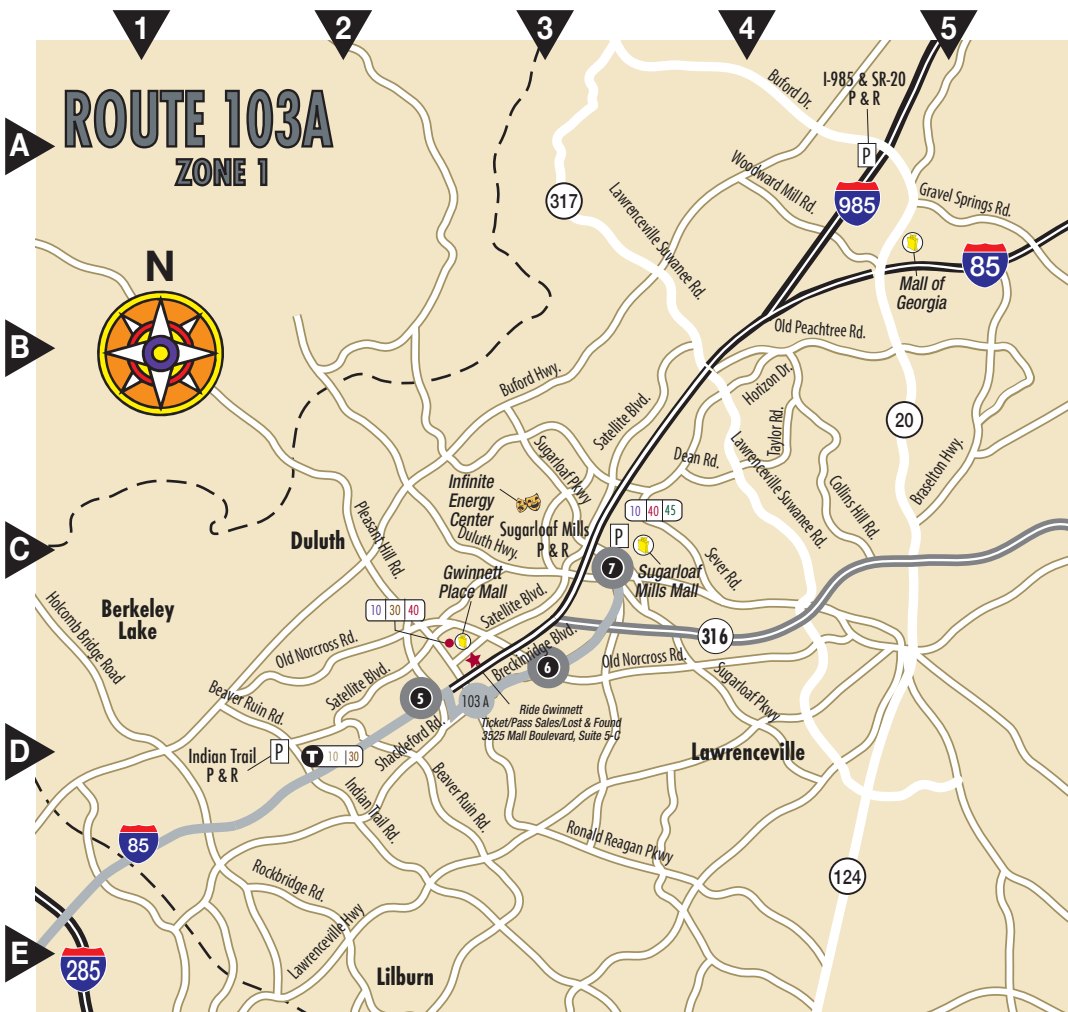 1 2 3 4 5
A
B
C
D
E
ROUTE 103A
ZONE 1
N
I-985 & SR-20
P & R
P
Buford Dr.
Woodward Mill Rd.
985
Gravel Springs Rd.
317
Lawrenceville Suwanee Rd.
85
Mall of
Georgia
Old Peachtree Rd.
Buford Hwy.
Satellite Blvd.
Horizon Dr.
Taylor Rd.
20
Dean Rd.
Lawrenceville Suwanee Rd.
Collins Hill Rd.
Braselton Hwy.
Sugarloaf Pkwy
Infinite
Energy
Center
Sugarloaf Mills
P & R
10 40 45
P
7
Sugarloaf
Mills Mall
Sever Rd.
Duluth
Pleasant Hill Rd.
Duluth Hwy.
Gwinnett
Place Mall
Satellite Blvd.
10 30 40
Berkeley
Lake
Holcomb Bridge Road
Old Norcross Rd.
Breckinridge Blvd.
316
6
Old Norcross Rd.
Satellite Blvd.
5
103 A
Ride Gwinnett
Ticket/Pass Sales/Lost & Found
3525 Mall Boulevard, Suite 5-C
Sugarloaf Pkwy
Beaver Ruin Rd.
Shackleford Rd.
Indian Trail
P & R
P
T 10 30
Lawrenceville
Indian Trail Rd.
Beaver Ruin Rd.
85
Ronald Reagan Pkwy
124
Rockbridge Rd.
Lawrenceville Hwy
285
Lilburn